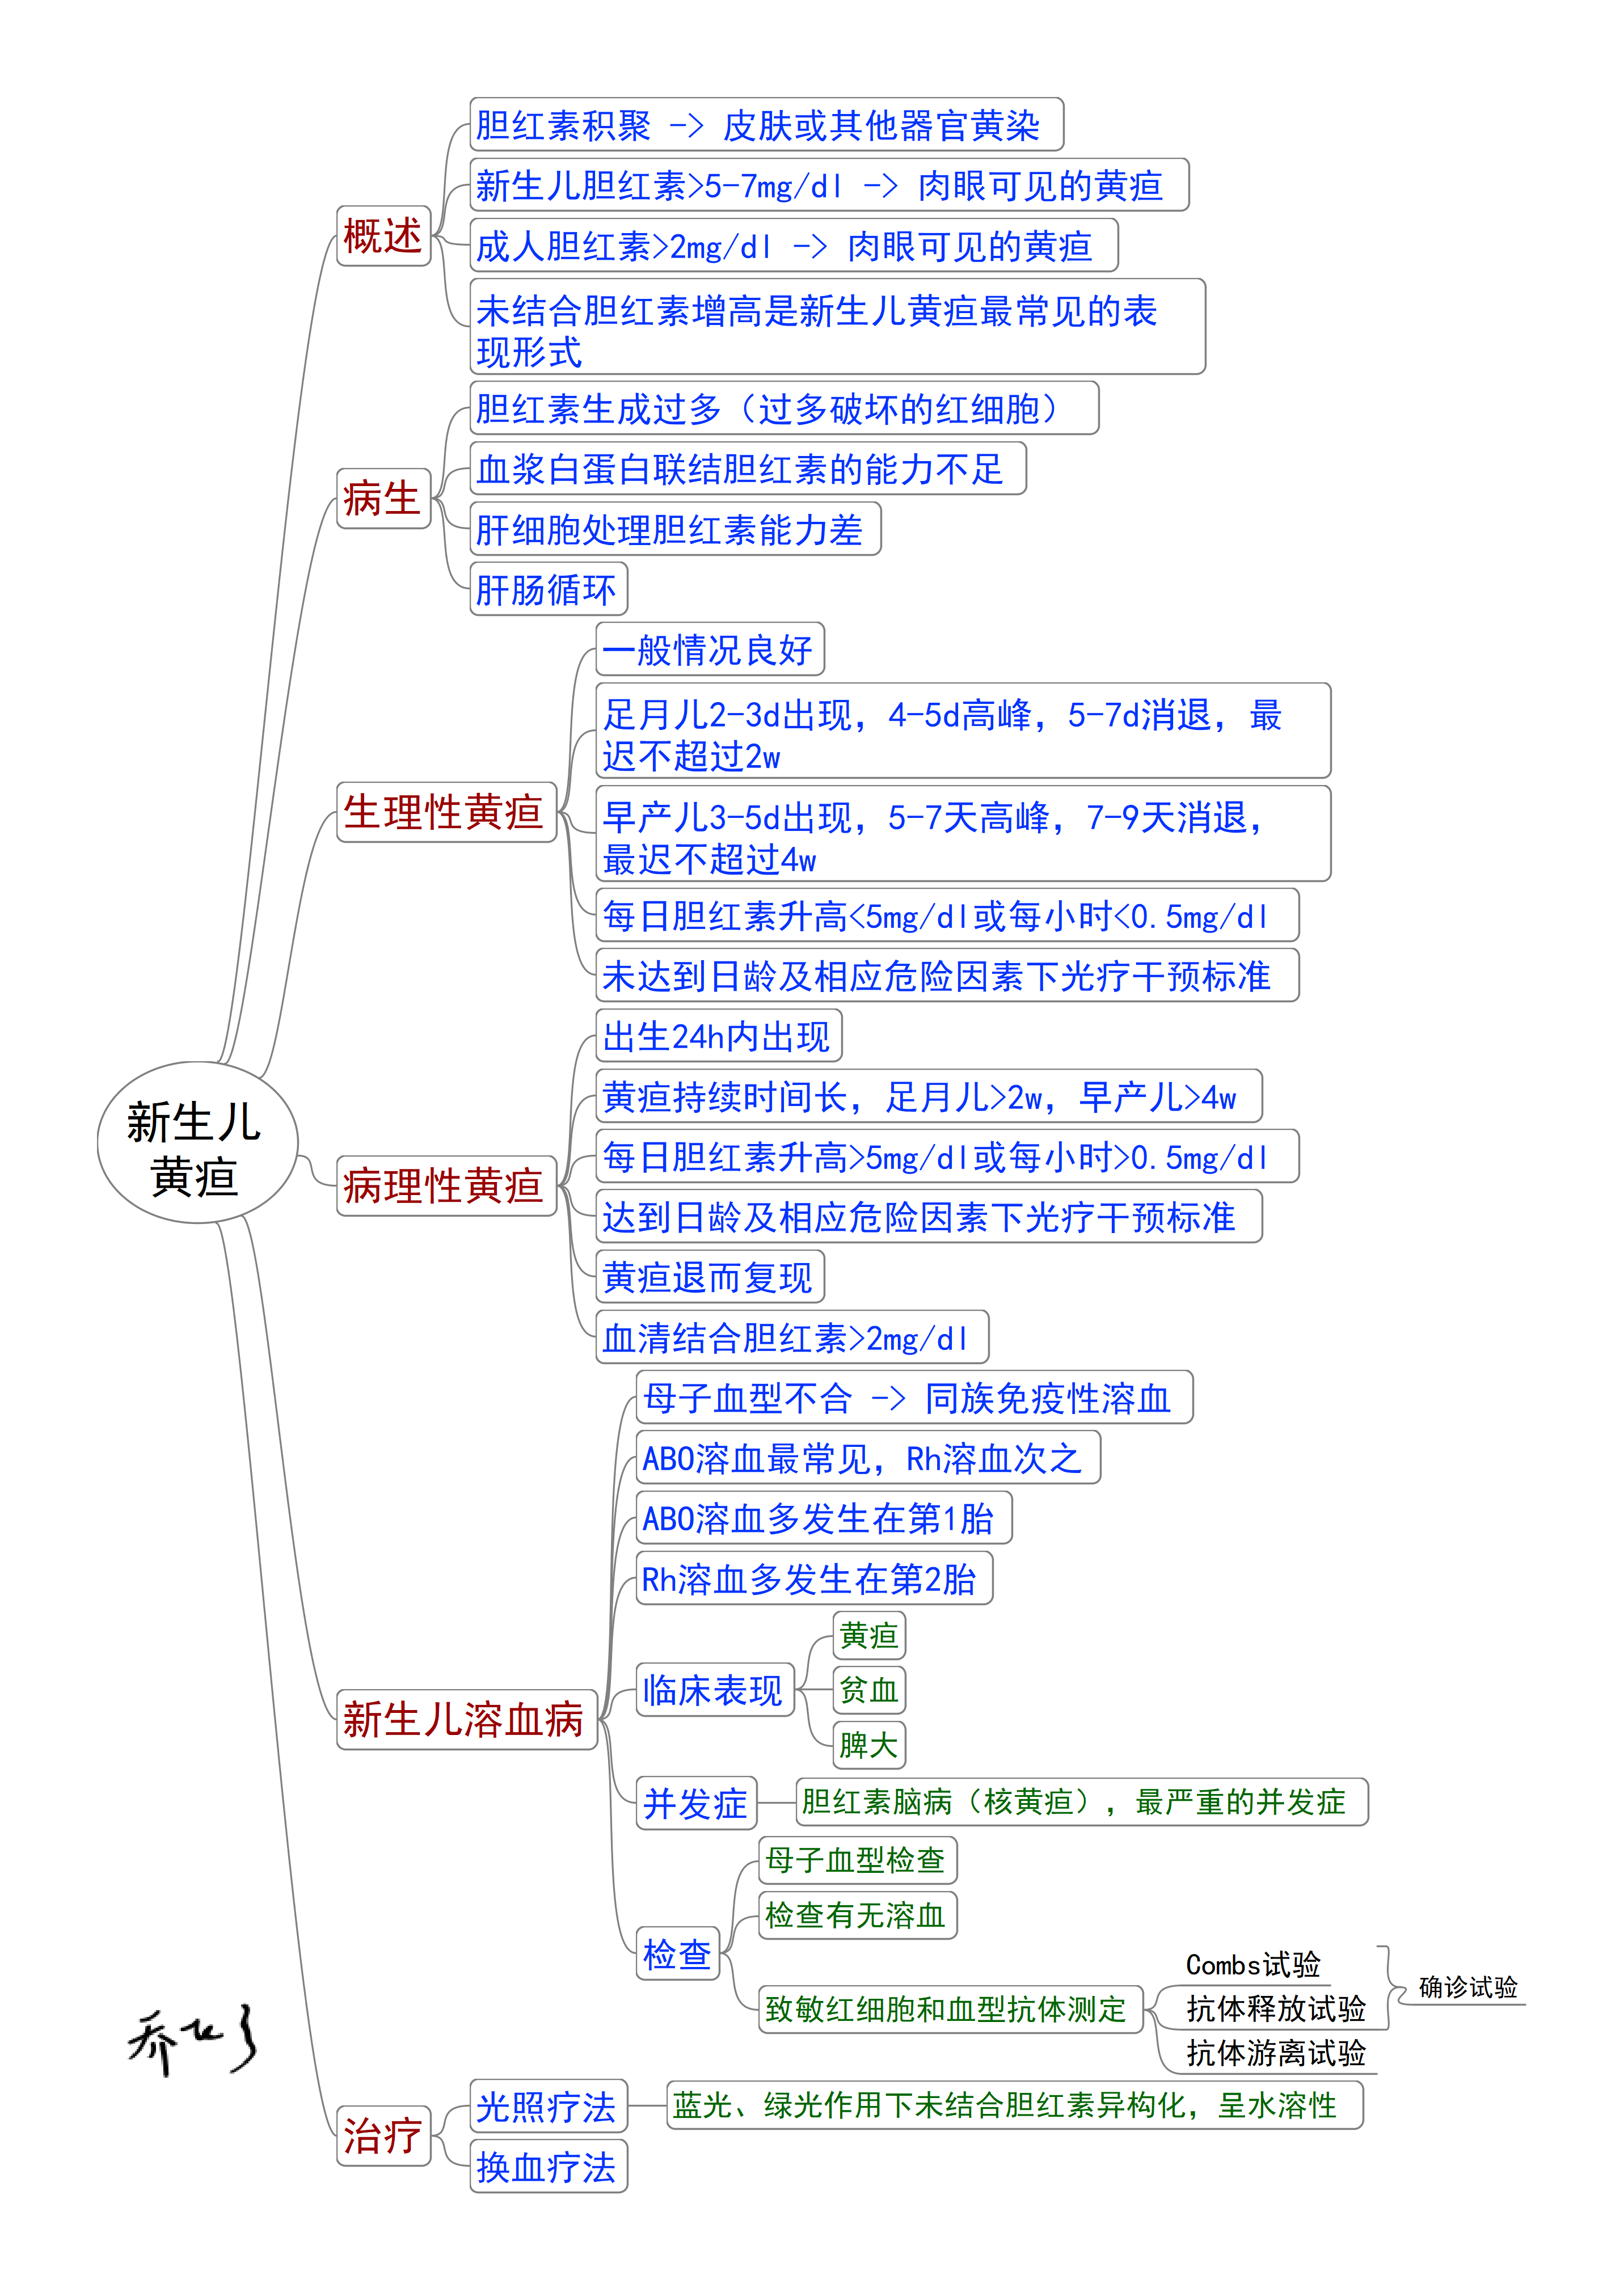 胆红素积聚 -> 皮肤或其他器官黄染
新生儿胆红素>5-7mg/dl -> 肉眼可见的黄疸
概述
成人胆红素>2mg/dl -> 肉眼可见的黄疸
未结合胆红素增高是新生儿黄疸最常见的表
现形式
胆红素生成过多（过多破坏的红细胞）
血浆白蛋白联结胆红素的能力不足
病生
肝细胞处理胆红素能力差
肝肠循环
一般情况良好
足月儿2-3d出现，4-5d高峰，5-7d消退，最
迟不超过2w
生理性黄疸
早产儿3-5d出现，5-7天高峰，7-9天消退，
最迟不超过4w
每日胆红素升高<5mg/dl或每小时<0.5mg/dl
未达到日龄及相应危险因素下光疗干预标准
新生儿
黄疸
出生24h内出现
黄疸持续时间长，足月儿>2w，早产儿>4w
每日胆红素升高>5mg/dl或每小时>0.5mg/dl
病理性黄疸
达到日龄及相应危险因素下光疗干预标准
黄疸退而复现
血清结合胆红素>2mg/dl
母子血型不合 -> 同族免疫性溶血
ABO溶血最常见，Rh溶血次之
ABO溶血多发生在第1胎
Rh溶血多发生在第2胎
新生儿溶血病
临床表现
黄疸
贫血
脾大
并发症
胆红素脑病（核黄疸），最严重的并发症
检查
母子血型检查
检查有无溶血
致敏红细胞和血型抗体测定
Combs试验
抗体释放试验
抗体游离试验
确诊试验
治疗
光照疗法
蓝光、绿光作用下未结合胆红素异构化，呈水溶性
换血疗法